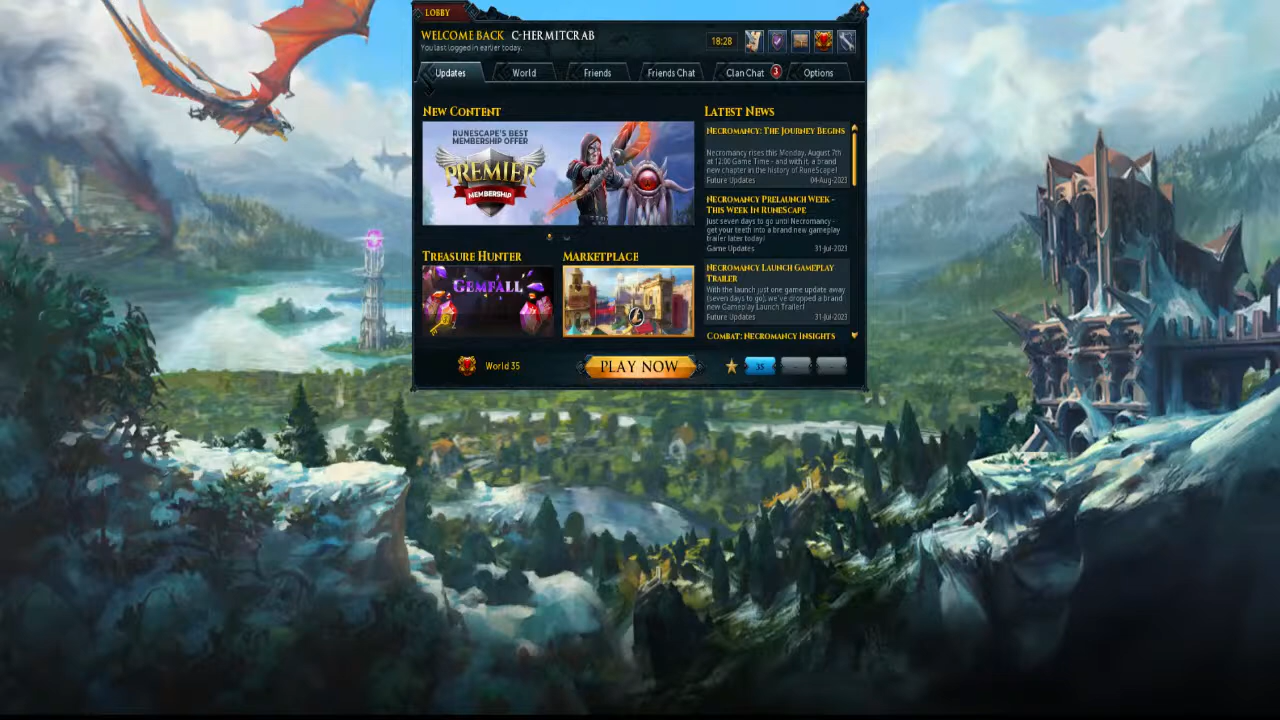 LOBBY
WELCOME BACK C-HERMITCRAB
You last logged in earlier today.
18:28
Updates
World
Friends
Friends Chat
Clan Chat
3
Options
NEW CONTENT
RUNESCAPE'S BEST
MEMBERSHIP OFFER
PREMIER
MEMBERSHIP
TREASURE HUNTER
GEMFALL
MARKETPLACE
LATEST NEWS
NECROMANCY: THE JOURNEY BEGINS
Necromancy rises this Monday, August 7th
at 12:00 Game Time - and with it, a brand
new chapter in the history of RuneScape!
Future Updates 04-Aug-2023
NECROMANCY PRELAUNCH WEEK -
THIS WEEK IN RUNESCAPE
Just seven days to go until Necromancy -
get your teeth into a brand new gameplay
trailer later today!
Game Updates 31-Jul-2023
NECROMANCY LAUNCH GAMEPLAY
TRAILER
With the launch just one game update away
(seven days to go), we've dropped a brand
new Gameplay Launch Trailer!
Future Updates 31-Jul-2023
COMBAT: NECROMANCY INSIGHTS
World 35
PLAY NOW
35